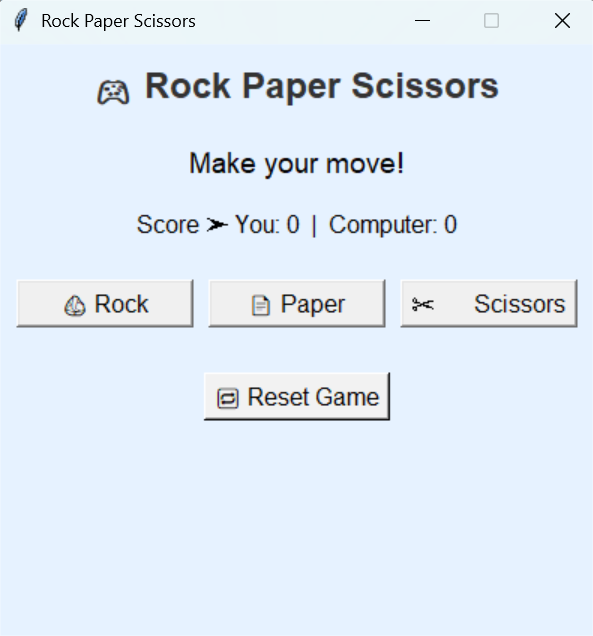 Rock Paper Scissors
🎮 Rock Paper Scissors
Make your move!
Score ➤ You: 0 | Computer: 0
🪨 Rock
📄 Paper
✂ Scissors
🔁 Reset Game